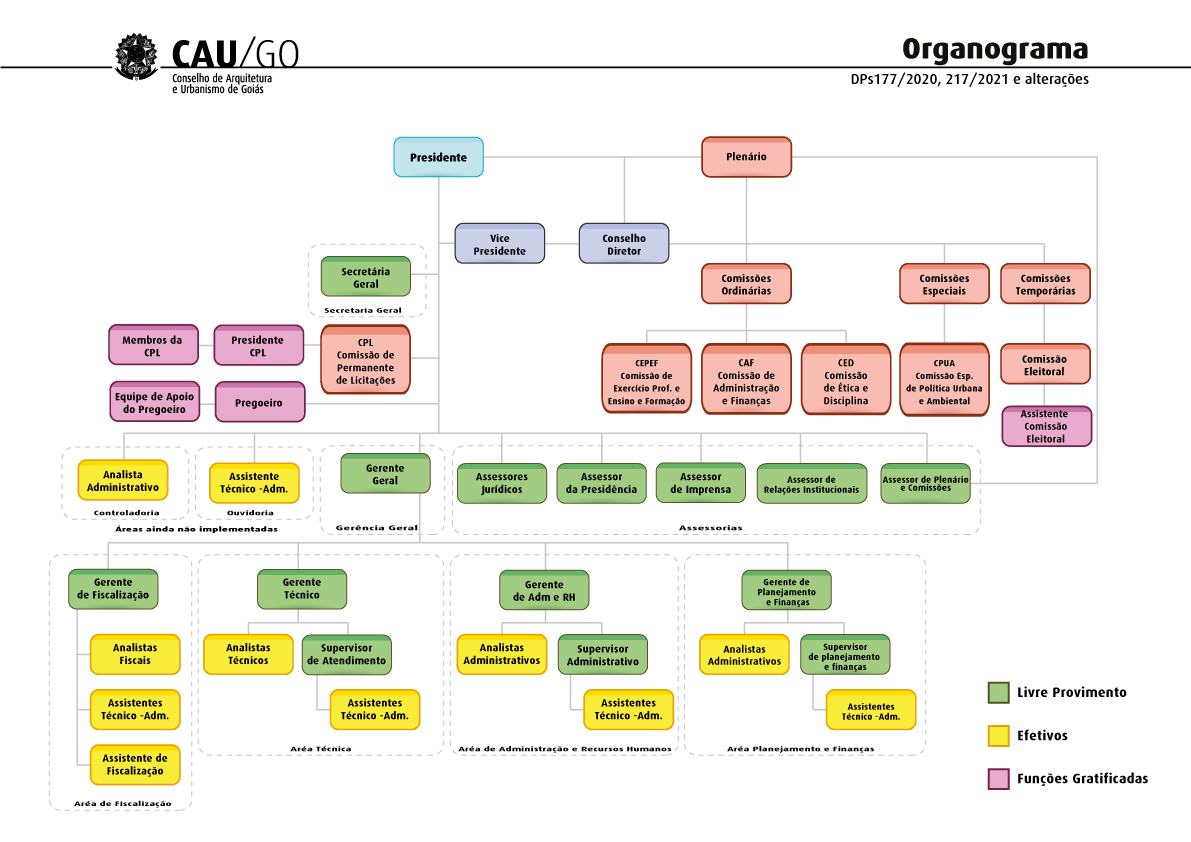 CAU/GO
Conselho de Arquitetura
e Urbanismo de Goiás
Organograma
DPs177/2020, 217/2021 e alterações
Presidente
Plenário
Vice
Presidente
Conselho
Diretor
Secretária
Geral
Secretaria Geral
Comissões
Ordinárias
Comissões
Especiais
Comissões
Temporárias
Membros da
CPL
Presidente
CPL
CPL
Comissão de
Permanente
de Licitações
Equipe de Apoio
do Pregoeiro
Pregoeiro
CEPEF
Comissão de
Exercício Prof. e
Ensino e Formação
CAF
Comissão de
Administração
e Finanças
CED
Comissão
de Ética e
Disciplina
CPUA
Comissão Esp.
de Política Urbana
e Ambiental
Comissão
Eleitoral
Assistente
Comissão
Eleitoral
Analista
Administrativo
Controladoria
Assistente
Técnico -Adm.
Ouvidoria
Áreas ainda não implementadas
Gerente
Geral
Gerência Geral
Assessores
Jurídicos
Assessor
da Presidência
Assessor
de Imprensa
Assessor de
Relações Institucionais
Assessor de Plenário
e Comissões
Assessorias
Gerente
de Fiscalização
Analistas
Fiscais
Assistentes
Técnico -Adm.
Assistente de
Fiscalização
Aréa de Fiscalização
Gerente
Técnico
Analistas
Técnicos
Supervisor
de Atendimento
Assistentes
Técnico -Adm.
Aréa Técnica
Gerente
de Adm e RH
Analistas
Administrativos
Supervisor
Administrativo
Assistentes
Técnico -Adm.
Aréa de Administração e Recursos Humanos
Gerente de
Planejamento
e Finanças
Analistas
Administrativos
Supervisor
de planejamento
e finanças
Assistentes
Técnico -Adm.
Aréa Planejamento e Finanças
Livre Provimento
Efetivos
Funções Gratificadas